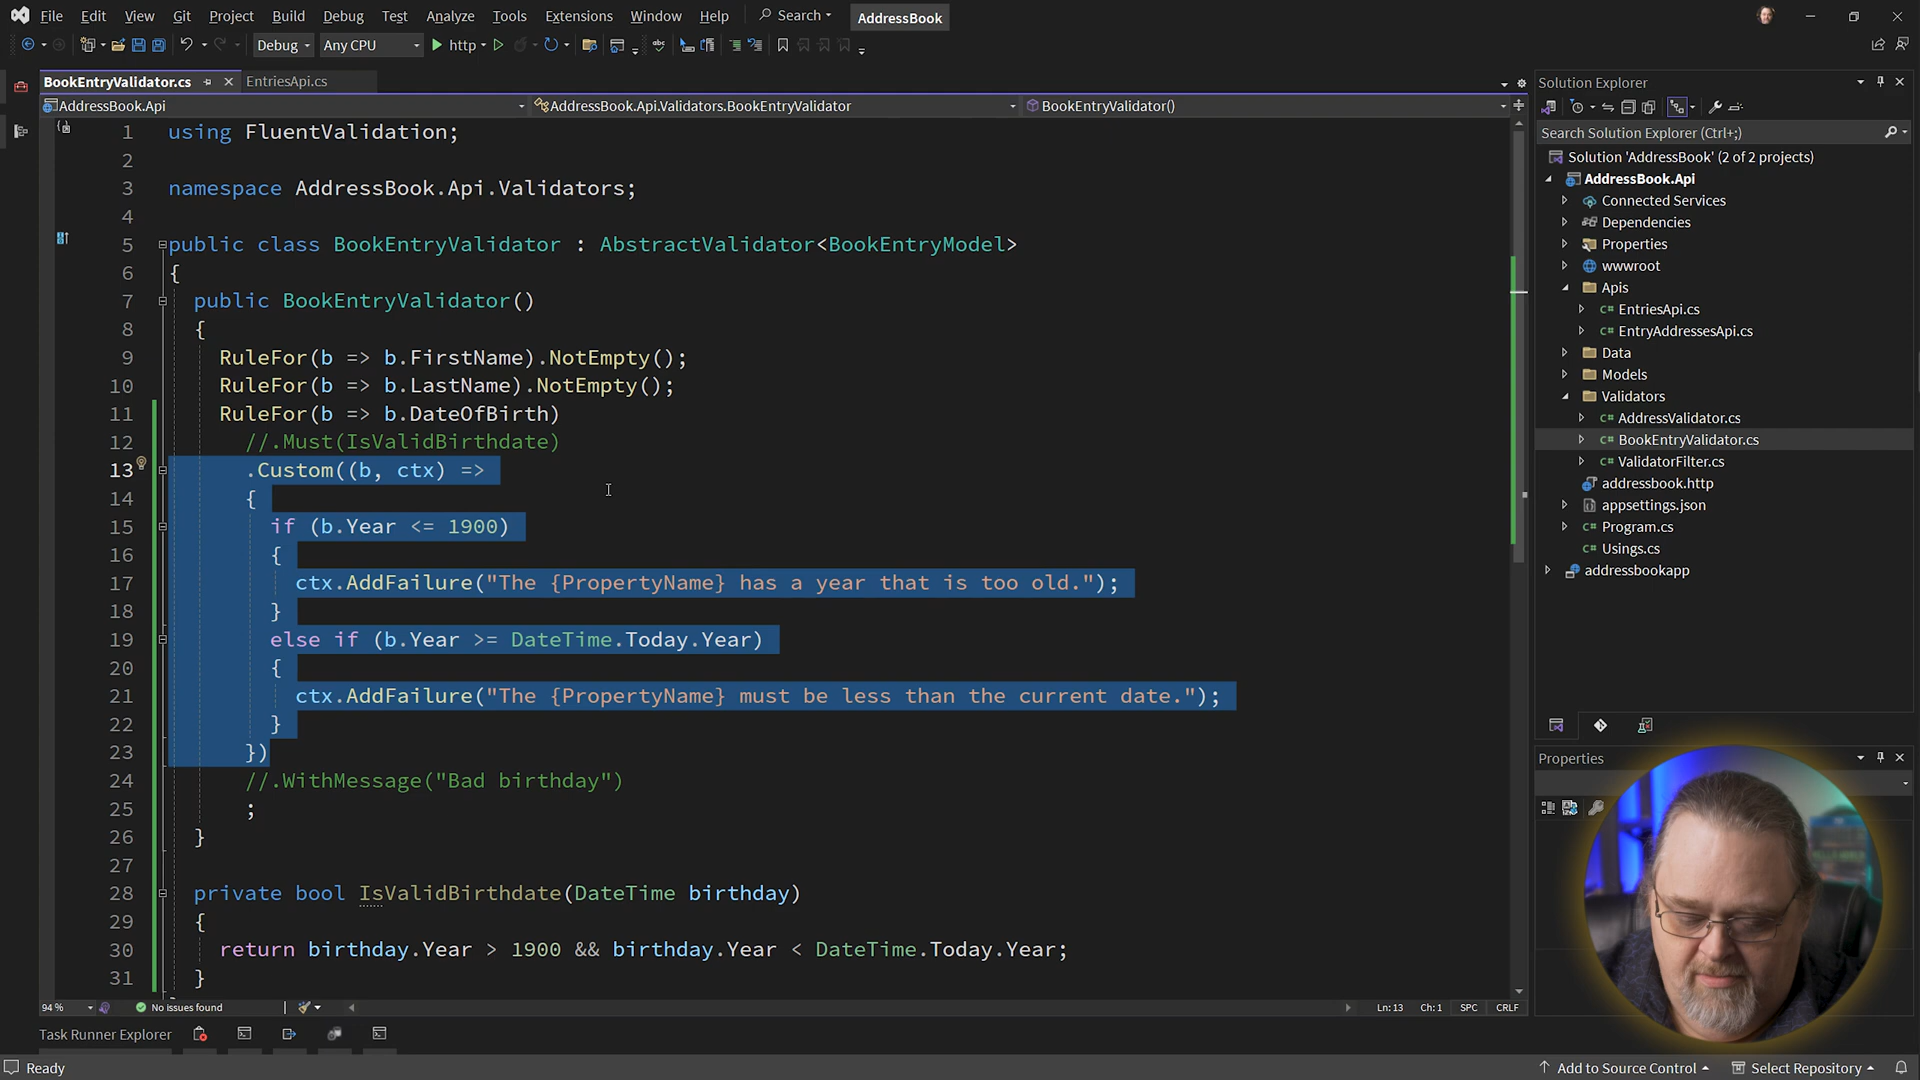 File Edit View Git Project Build Debug Test Analyze Tools Extensions Window Help Search AddressBook
Debug Any CPU http
BookEntryValidator.cs EntriesApi.cs
AddressBook.Api AddressBook.Api.Validators.BookEntryValidator BookEntryValidator()
1 using FluentValidation;
2
3 namespace AddressBook.Api.Validators;
4
5 public class BookEntryValidator : AbstractValidator<BookEntryModel>
6 {
7 public BookEntryValidator()
8 {
9 RuleFor(b => b.FirstName).NotEmpty();
10 RuleFor(b => b.LastName).NotEmpty();
11 RuleFor(b => b.DateOfBirth)
12 //.Must(IsValidBirthdate)
13 .Custom((b, ctx) =>
14 {
15 if (b.Year <= 1900)
16 {
17 ctx.AddFailure("The {PropertyName} has a year that is too old.");
18 }
19 else if (b.Year >= DateTime.Today.Year)
20 {
21 ctx.AddFailure("The {PropertyName} must be less than the current date.");
22 }
23 })
24 //.WithMessage("Bad birthday")
25 ;
26 }
27
28 private bool IsValidBirthdate(DateTime birthday)
29 {
30 return birthday.Year > 1900 && birthday.Year < DateTime.Today.Year;
31 }
94 % No issues found Ln: 13 Ch: 1 SPC CRLF
Task Runner Explorer
Ready Add to Source Control Select Repository
Solution Explorer
Search Solution Explorer (Ctrl+;)
Solution 'AddressBook' (2 of 2 projects)
AddressBook.Api
Connected Services
Dependencies
Properties
wwwroot
Apis
C# EntriesApi.cs
C# EntryAddressesApi.cs
Data
Models
Validators
C# AddressValidator.cs
C# BookEntryValidator.cs
C# ValidatorFilter.cs
addressbook.http
appsettings.json
C# Program.cs
C# Usings.cs
addressbookapp
Properties